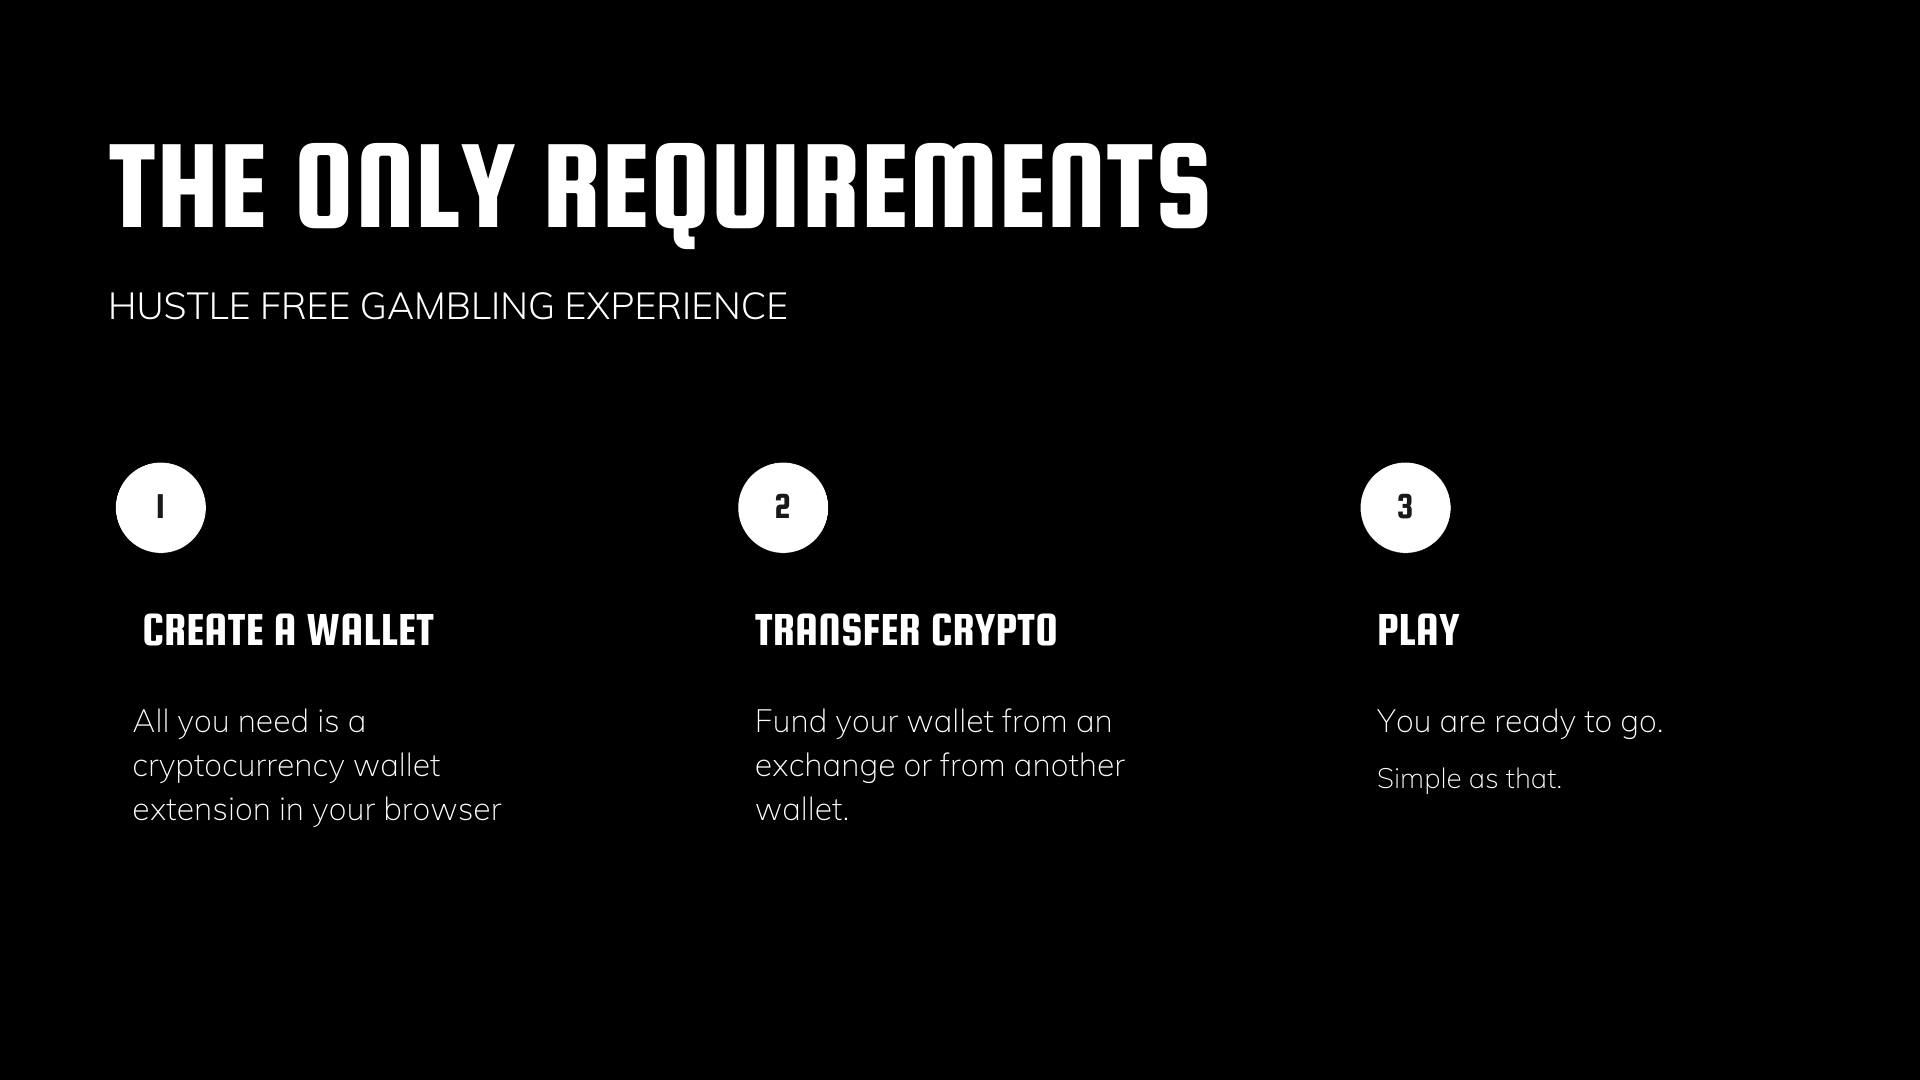 THE ONLY REQUIREMENTS
HUSTLE FREE GAMBLING EXPERIENCE
1
CREATE A WALLET
All you need is a
cryptocurrency wallet
extension in your browser
2
TRANSFER CRYPTO
Fund your wallet from an
exchange or from another
wallet.
3
PLAY
You are ready to go.
Simple as that.